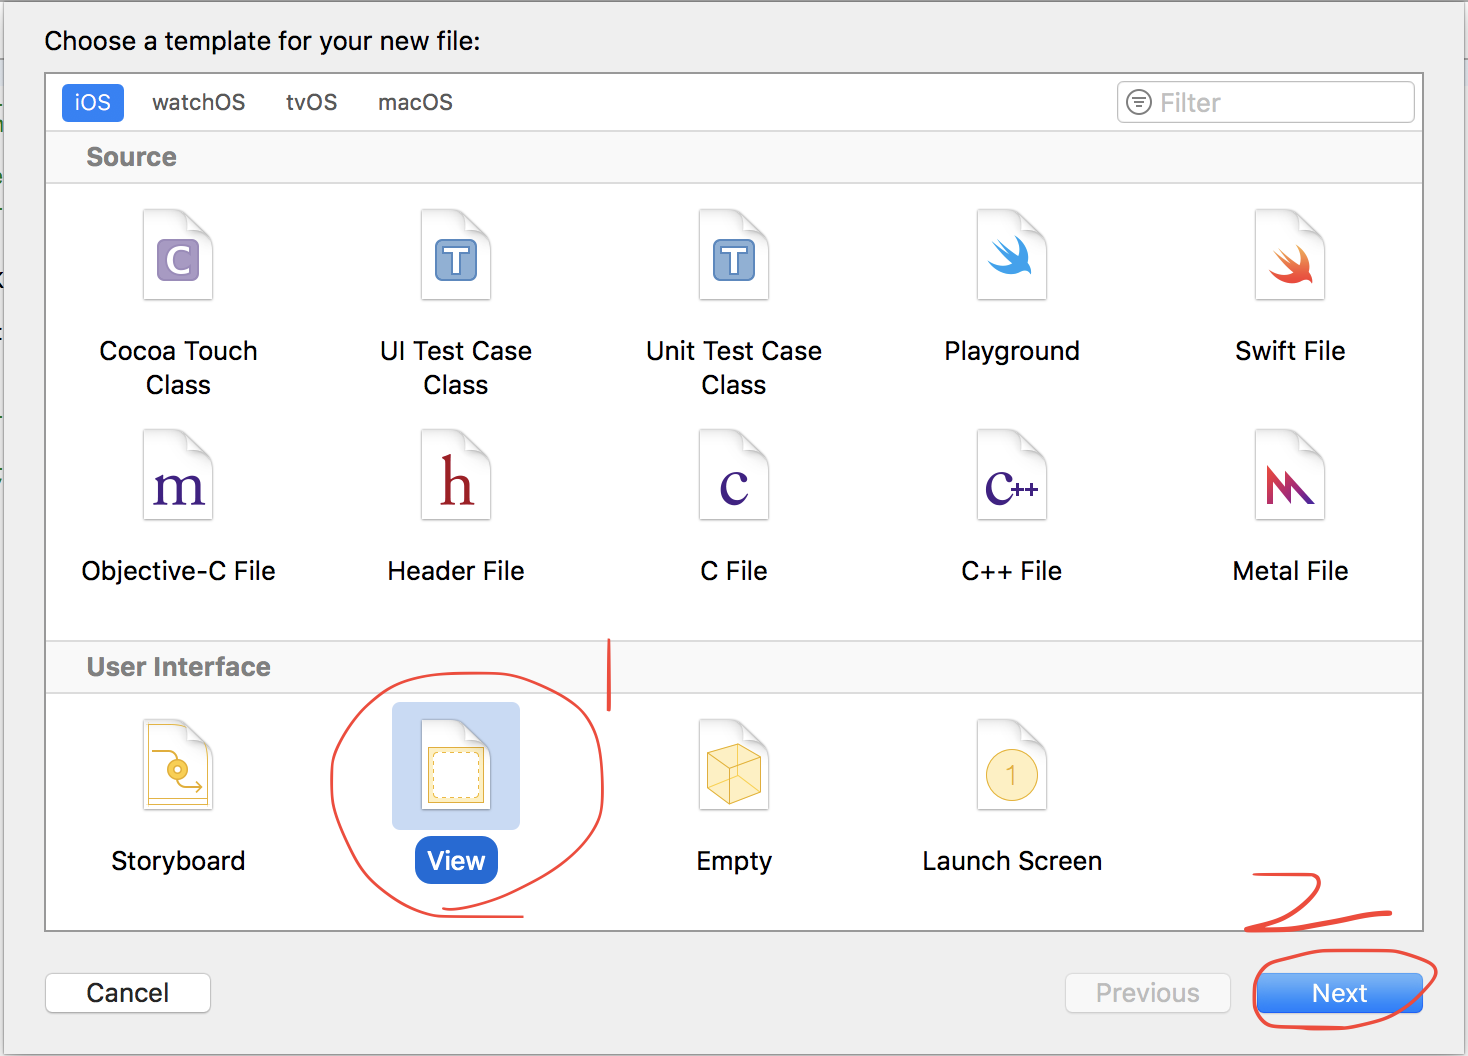 Choose a template for your new file:
iOS watchOS tvOS macOS Filter
Source
C T T
Cocoa Touch Class
UI Test Case Class
Unit Test Case Class
Playground
Swift File
m h c C++
Objective-C File Header File C File C++ File Metal File
User Interface
1
1
Storyboard View Empty Launch Screen
2
Cancel Previous Next